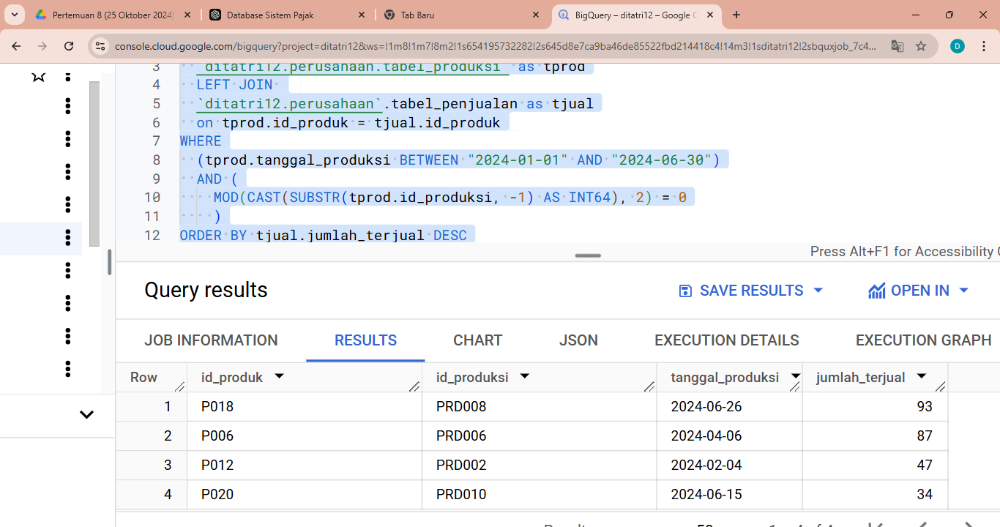 Pertemuan 8 (25 Oktober 2024)
Database Sistem Pajak
Tab Baru
BigQuery – ditatri12 – Google C
console.cloud.google.com/bigquery?project=ditatri12&ws=!1m8!1m7!8m2!1s654195732282!2s645d8e7ca9ba46de85522fbd214418c4!14m3!1sditatri12!2sbquxjob_7c4...
D
3 `ditatri12.perusahaan.tabel_produksi` as tprod
4 LEFT JOIN
5 `ditatri12.perusahaan`.tabel_penjualan as tjual
6 on tprod.id_produk = tjual.id_produk
7 WHERE
8 (tprod.tanggal_produksi BETWEEN "2024-01-01" AND "2024-06-30")
9 AND (
10 MOD(CAST(SUBSTR(tprod.id_produksi, -1) AS INT64), 2) = 0
11 )
12 ORDER BY tjual.jumlah_terjual DESC
Press Alt+F1 for Accessibility
Query results
SAVE RESULTS
OPEN IN
JOB INFORMATION RESULTS CHART JSON EXECUTION DETAILS EXECUTION GRAPH
Row id_produk id_produksi tanggal_produksi jumlah_terjual
1 P018 PRD008 2024-06-26 93
2 P006 PRD006 2024-04-06 87
3 P012 PRD002 2024-02-04 47
4 P020 PRD010 2024-06-15 34